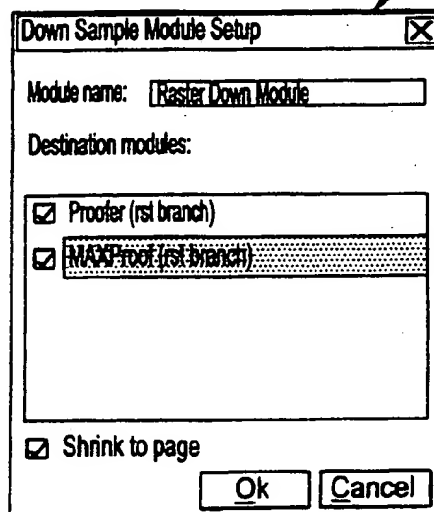 Down Sample Module Setup
Module name: Raster Down Module
Destination modules:
Proofer (rst branch)
MAXProof (rst branch)
Shrink to page
Ok Cancel